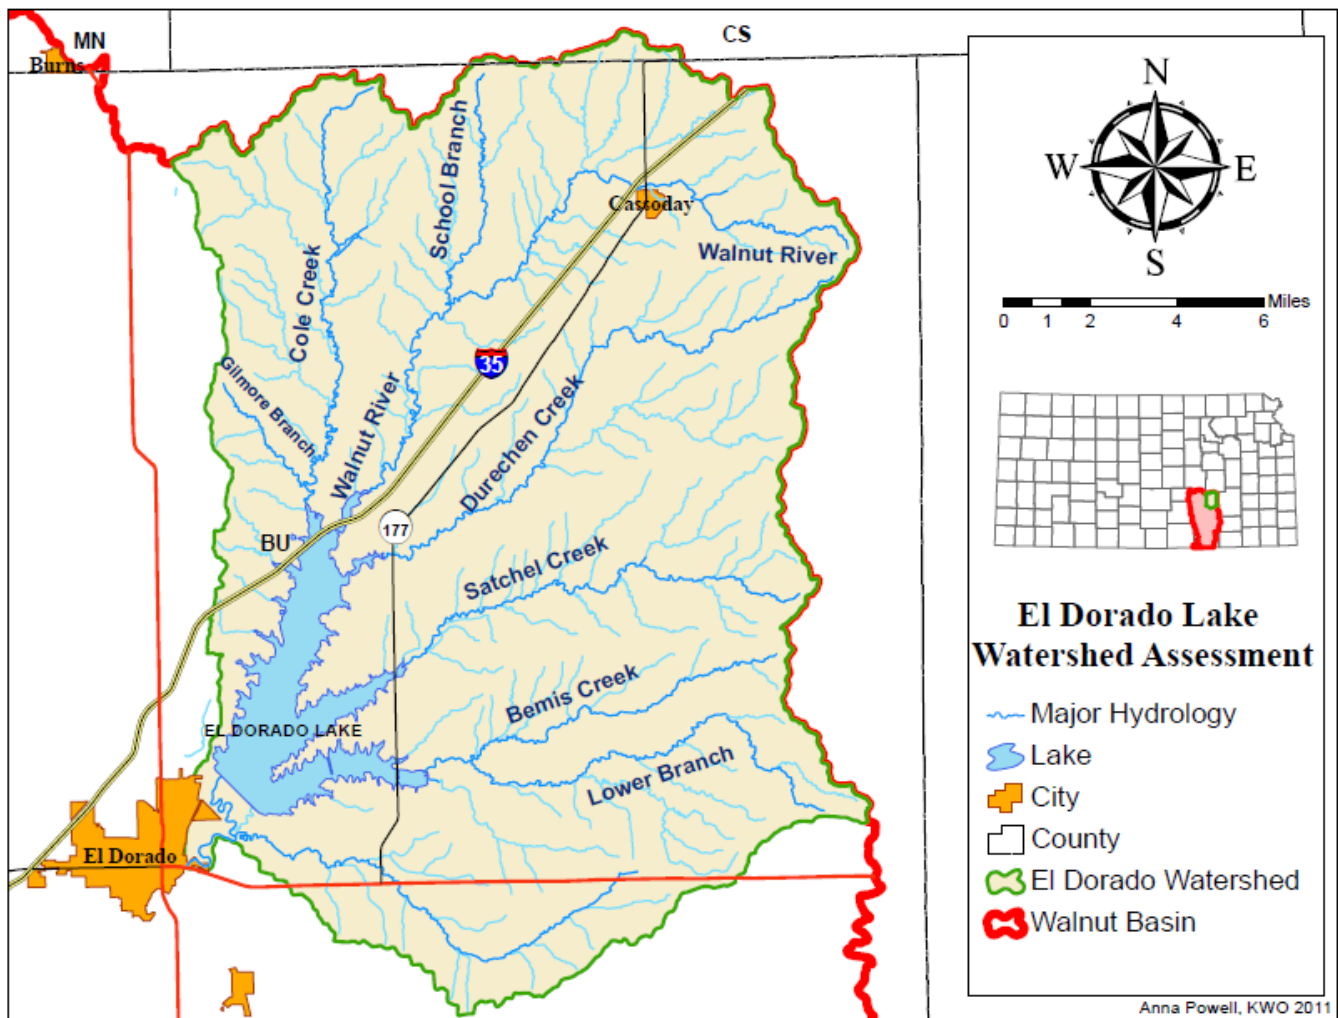 MN
CS
Burns
Cassoday
School Branch
Walnut River
Cole Creek
Gilmore Branch
35
Walnut River
Durechen Creek
177
BU
Satchel Creek
Bemis Creek
EL DORADO LAKE
Lower Branch
El Dorado
N
W
E
S
Miles
0 1 2 4 6
El Dorado Lake
Watershed Assessment
Major Hydrology
Lake
City
County
El Dorado Watershed
Walnut Basin
Anna Powell, KWO 2011